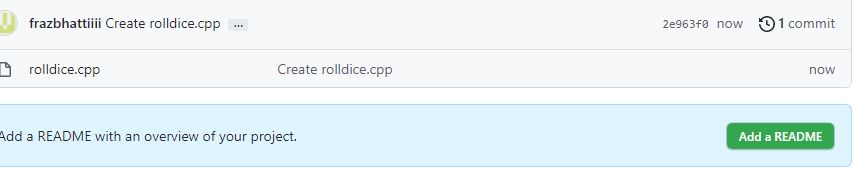 frazbhattiiii Create rolldice.cpp ... 2e963f0 now 1 commit
rolldice.cpp Create rolldice.cpp now
Add a README with an overview of your project. Add a README